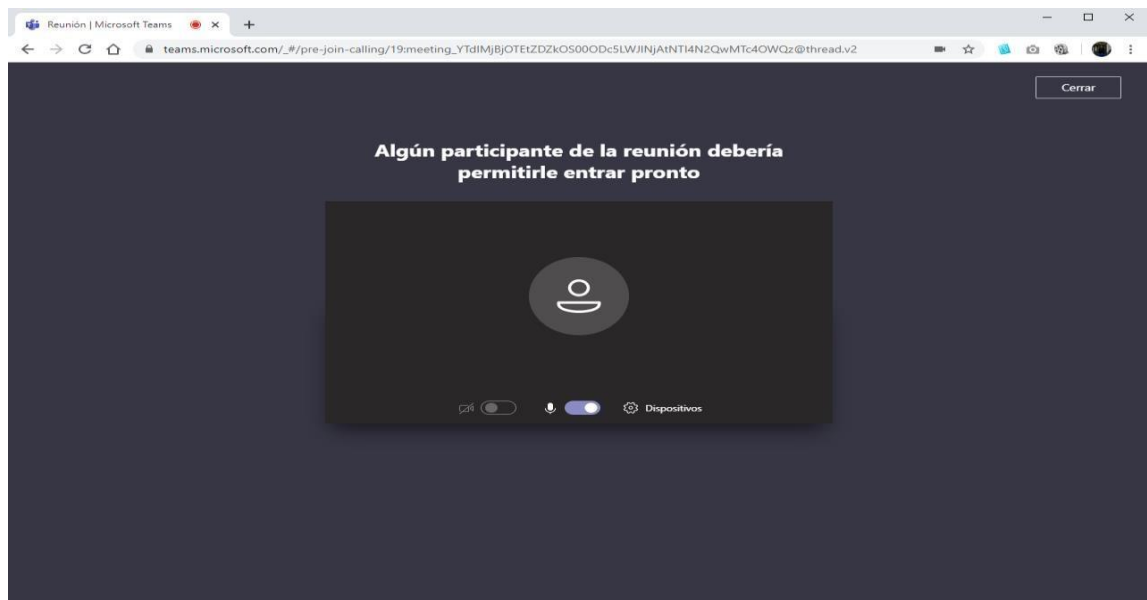 Reunión | Microsoft Teams
teams.microsoft.com/_#/pre-join-calling/19:meeting_YTdlMjBjOTEtZDZkOS00ODc5LWJlNjAtNTI4N2QwMTc4OWQz@thread.v2
Cerrar
Algún participante de la reunión debería
permitirle entrar pronto
Dispositivos